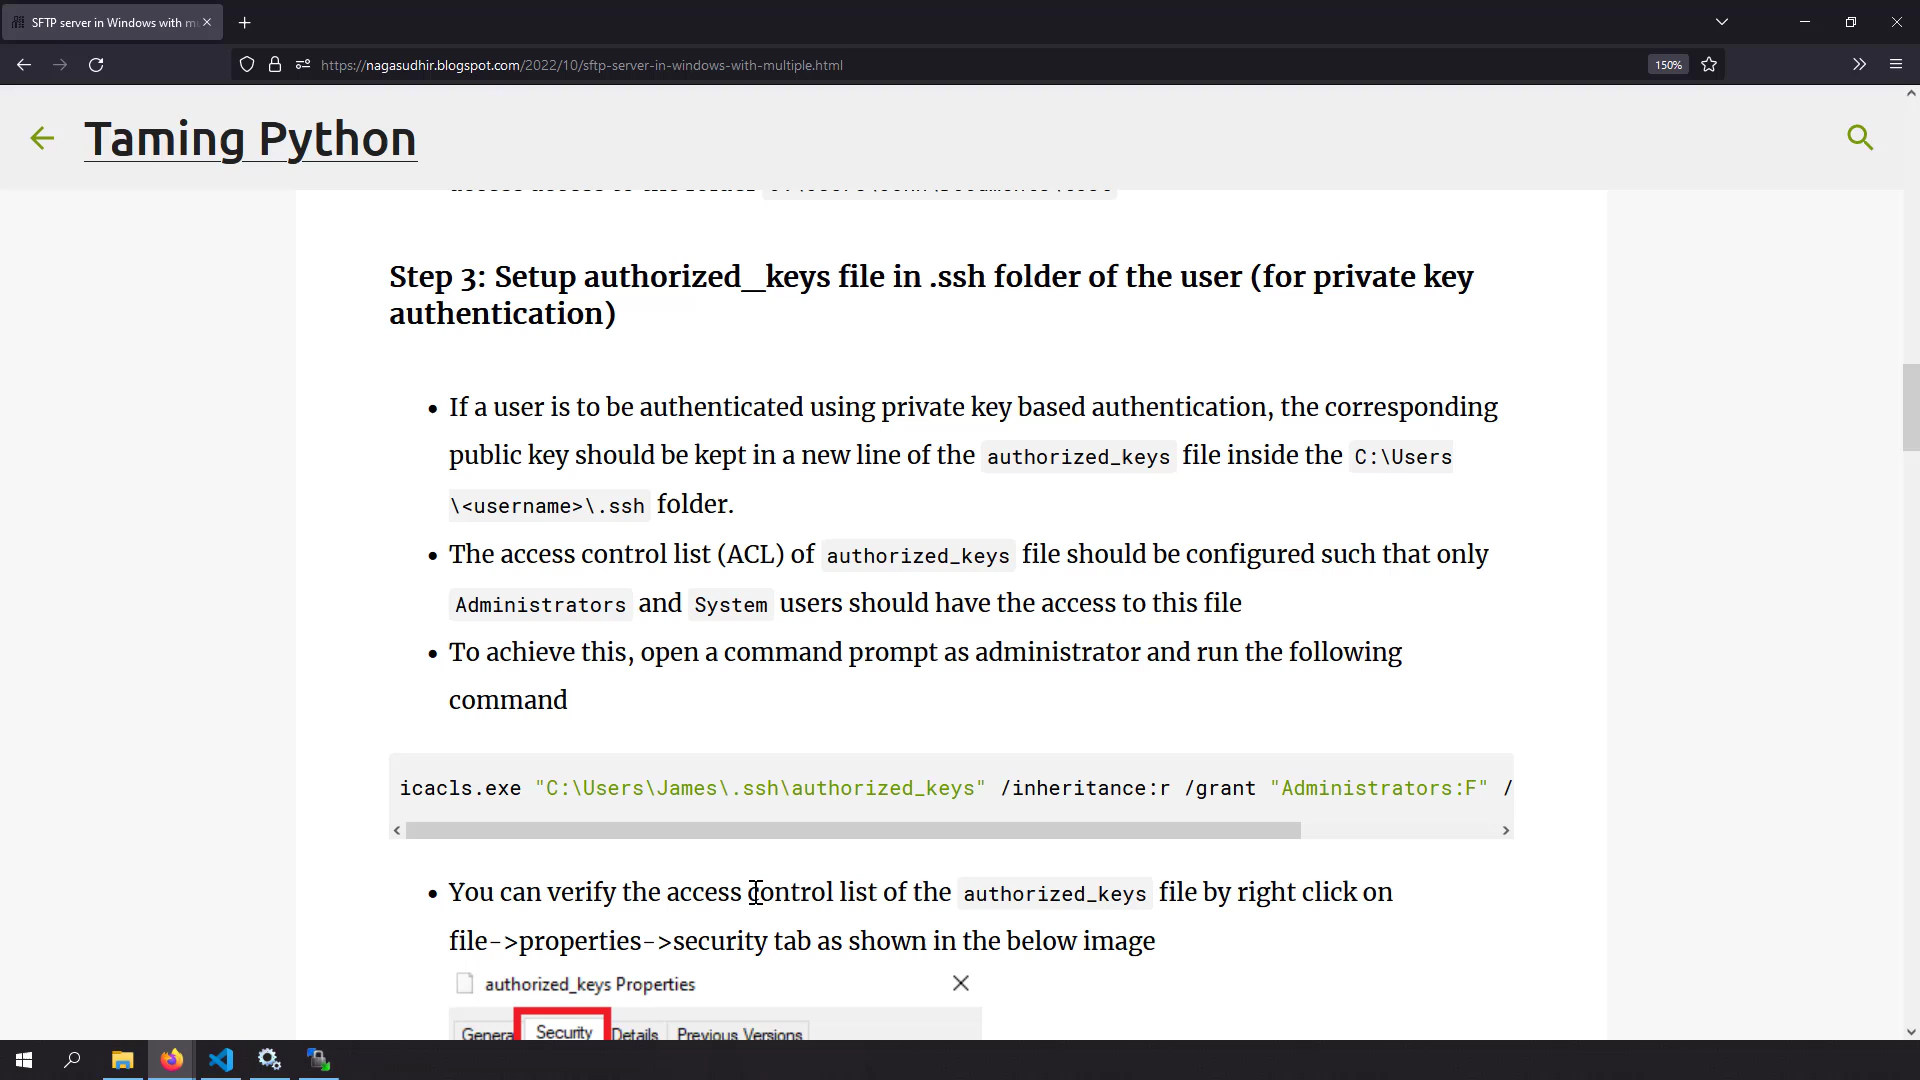 SFTP server in Windows with mu
https://nagasudhir.blogspot.com/2022/10/sftp-server-in-windows-with-multiple.html
150%
Taming Python
Step 3: Setup authorized_keys file in .ssh folder of the user (for private key
authentication)
If a user is to be authenticated using private key based authentication, the corresponding
public key should be kept in a new line of the authorized_keys file inside the C:\Users
\<username>\.ssh folder.
The access control list (ACL) of authorized_keys file should be configured such that only
Administrators and System users should have the access to this file
To achieve this, open a command prompt as administrator and run the following
command
icacls.exe "C:\Users\James\.ssh\authorized_keys" /inheritance:r /grant "Administrators:F" /
You can verify the access control list of the authorized_keys file by right click on
file->properties->security tab as shown in the below image
authorized_keys Properties
Genera Security Details Previous Versions